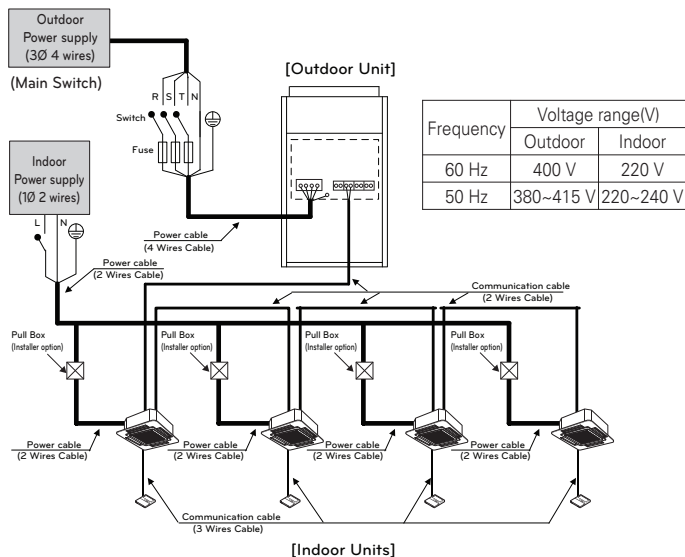 Outdoor
Power supply
(3Ø 4 wires)
(Main Switch)
R S T N
Switch
Fuse
[Outdoor Unit]
Frequency
Voltage range(V)
Outdoor Indoor
60 Hz 400 V 220 V
50 Hz 380~415 V 220~240 V
Indoor
Power supply
(1Ø 2 wires)
L N
Power cable
(4 Wires Cable)
Power cable
(2 Wires Cable)
Communication cable
(2 Wires Cable)
Pull Box
(Installer option)
Pull Box
(Installer option)
Pull Box
(Installer option)
Pull Box
(Installer option)
Power cable
(2 Wires Cable)
Power cable
(2 Wires Cable)
Power cable
(2 Wires Cable)
Power cable
(2 Wires Cable)
Communication cable
(3 Wires Cable)
[Indoor Units]